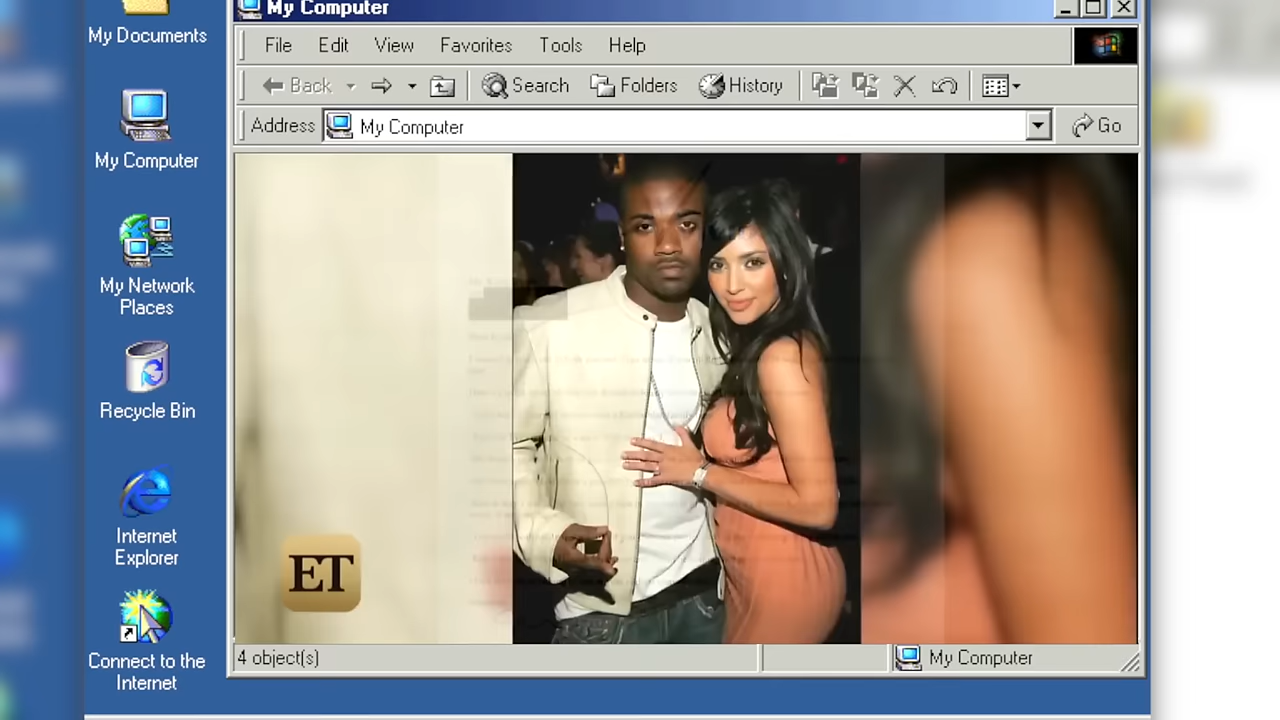 My Documents
My Computer
My Network
Places
Recycle Bin
Internet
Explorer
Connect to the
Internet
My Computer
File Edit View Favorites Tools Help
Back Search Folders History
Address My Computer Go
ET
4 object(s) My Computer